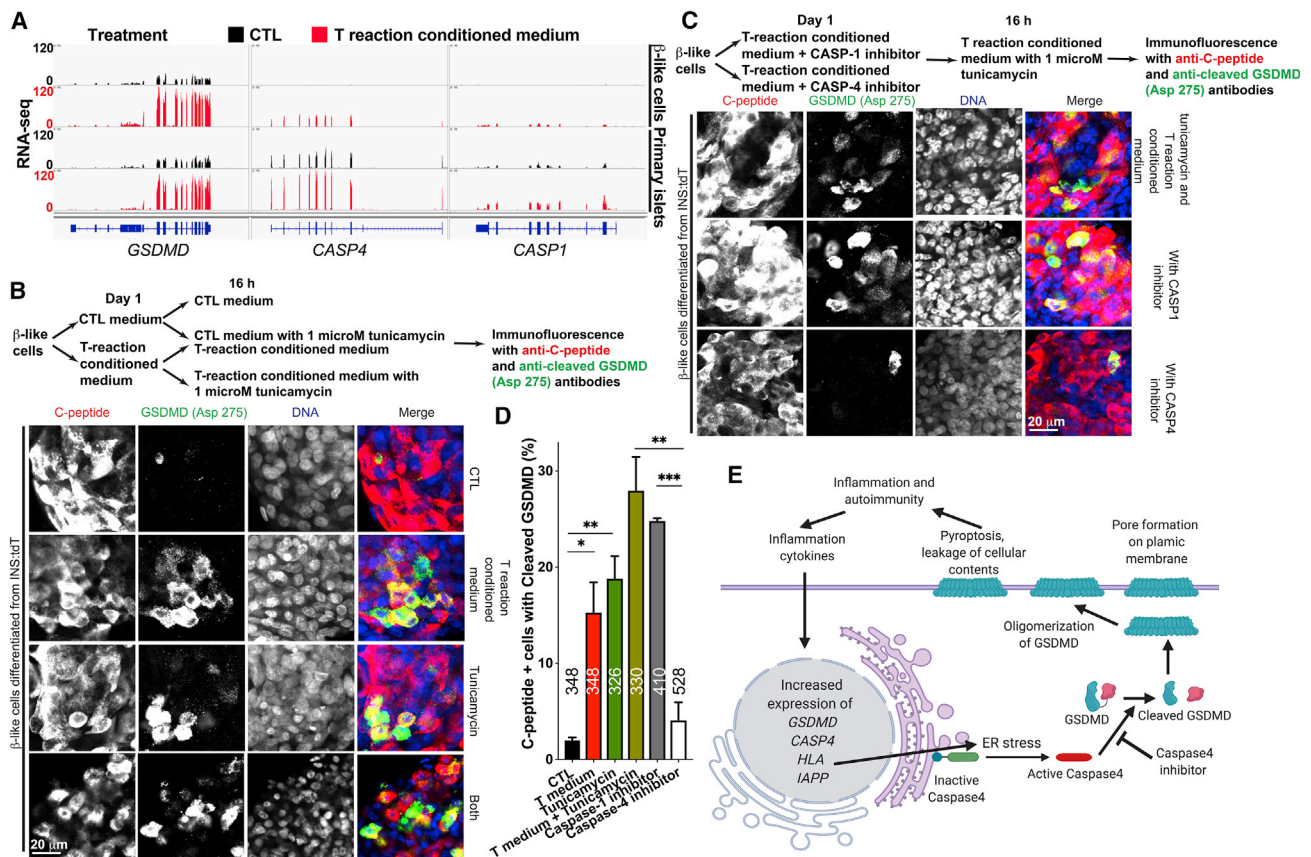 A
Treatment
CTL
T reaction conditioned medium
RNA-seq
120
0
120
0
120
0
120
0
β-like cells
Primary islets
GSDMD
CASP4
CASP1
B
Day 1
16 h
β-like
cells
CTL medium
T-reaction
conditioned
medium
CTL medium
CTL medium with 1 microM tunicamycin
T-reaction conditioned medium
T-reaction conditioned medium with
1 microM tunicamycin
Immunofluorescence
with anti-C-peptide
and anti-cleaved GSDMD
(Asp 275) antibodies
C-peptide
GSDMD (Asp 275)
DNA
Merge
β-like cells differentiated from INS:tdT
CTL
T reaction
conditioned
medium
Tunicamycin
Both
20 μm
C
Day 1
16 h
β-like
cells
T-reaction conditioned
medium + CASP-1 inhibitor
T-reaction conditioned
medium + CASP-4 inhibitor
T reaction conditioned
medium with 1 microM
tunicamycin
Immunofluorescence
with anti-C-peptide
and anti-cleaved GSDMD
(Asp 275) antibodies
C-peptide
GSDMD (Asp 275)
DNA
Merge
β-like cells differentiated from INS:tdT
tunicamycin and
T reaction
conditioned
medium
With CASP1
inhibitor
With CASP4
inhibitor
20 μm
D
C-peptide + cells with Cleaved GSDMD (%)
30
20
10
0
**
***
**
*
348
348
326
330
410
528
CTL
T medium
Tunicamycin
T medium + Tunicamycin
Caspase-1 inhibitor
Caspase-4 inhibitor
E
Inflammation and
autoimmunity
Inflammation
cytokines
Pyroptosis,
leakage of cellular
contents
Pore formation
on plamic
membrane
Oligomerization
of GSDMD
Increased
expression of
GSDMD
CASP4
HLA
IAPP
ER stress
Inactive
Caspase4
Active Caspase4
GSDMD
Cleaved GSDMD
Caspase4
inhibitor